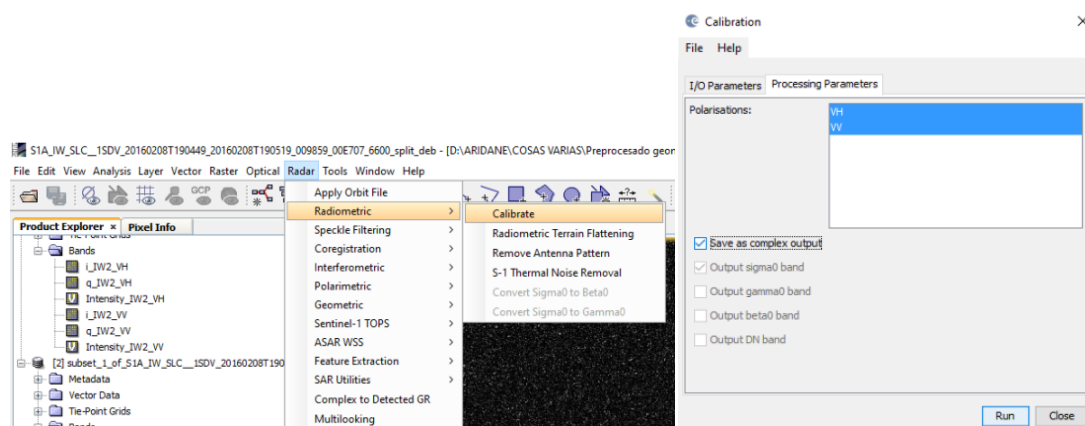 S1A_IW_SLC__1SDV_20160208T190449_20160208T190519_009859_00E707_6600_split_deb - [D:\ARIDANE\COSAS VARIAS\Preprocesado geon
File Edit View Analysis Layer Vector Raster Optical Radar Tools Window Help
GCP
Product Explorer × Pixel Info
Bands
i_IW2_VH
q_IW2_VH
Intensity_IW2_VH
i_IW2_VV
q_IW2_VV
Intensity_IW2_VV
[2] subset_1_of_S1A_IW_SLC__1SDV_20160208T190
Metadata
Vector Data
Tie-Point Grids
Apply Orbit File
Radiometric >
Speckle Filtering >
Coregistration >
Interferometric >
Polarimetric >
Geometric >
Sentinel-1 TOPS >
ASAR WSS >
Feature Extraction >
SAR Utilities >
Complex to Detected GR
Multilooking
Calibrate
Radiometric Terrain Flattening
Remove Antenna Pattern
S-1 Thermal Noise Removal
Convert Sigma0 to Beta0
Convert Sigma0 to Gamma0
Calibration
File Help
I/O Parameters Processing Parameters
Polarisations:
VH
VV
Save as complex output
Output sigma0 band
Output gamma0 band
Output beta0 band
Output DN band
Run Close